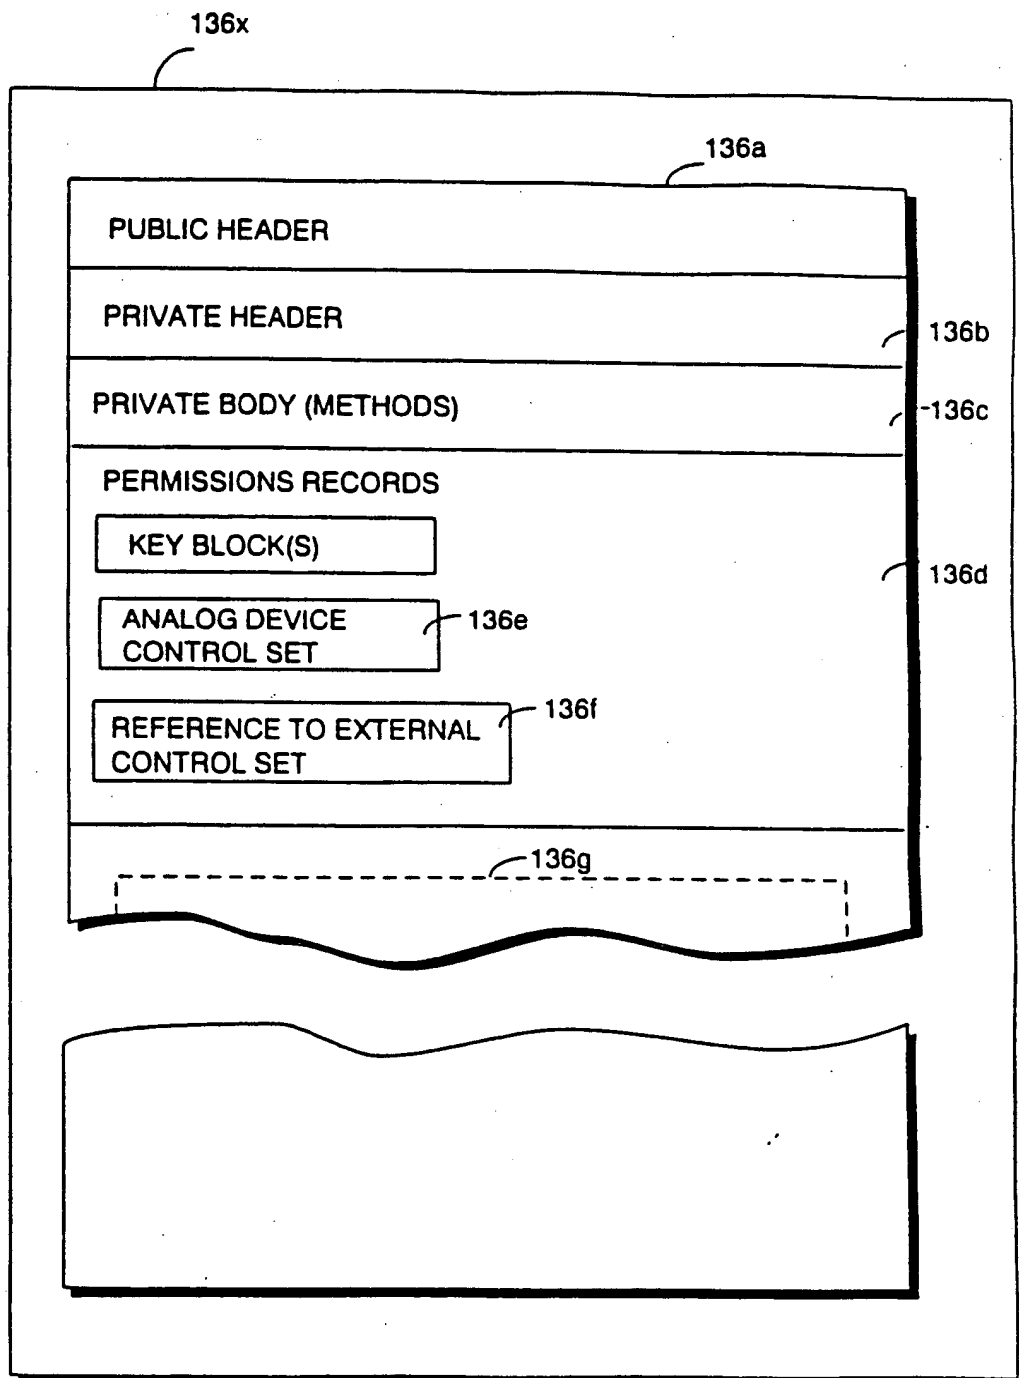 136x
136a
PUBLIC HEADER
PRIVATE HEADER
136b
PRIVATE BODY (METHODS)
136c
PERMISSIONS RECORDS
KEY BLOCK(S)
136d
ANALOG DEVICE
CONTROL SET
136e
136f
REFERENCE TO EXTERNAL
CONTROL SET
136g